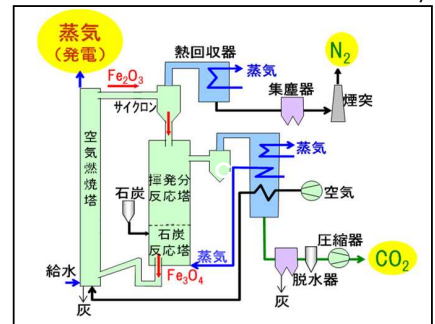 蒸気
(発電)
熱回収器
N₂
Fe₂O₃
蒸気
集塵器
サイクロン
煙突
空気燃焼塔
蒸気
揮発分
反応塔
石炭
空気
石炭
反応塔
圧縮器
給水
蒸気
CO₂
Fe₃O₄
脱水器
灰
灰